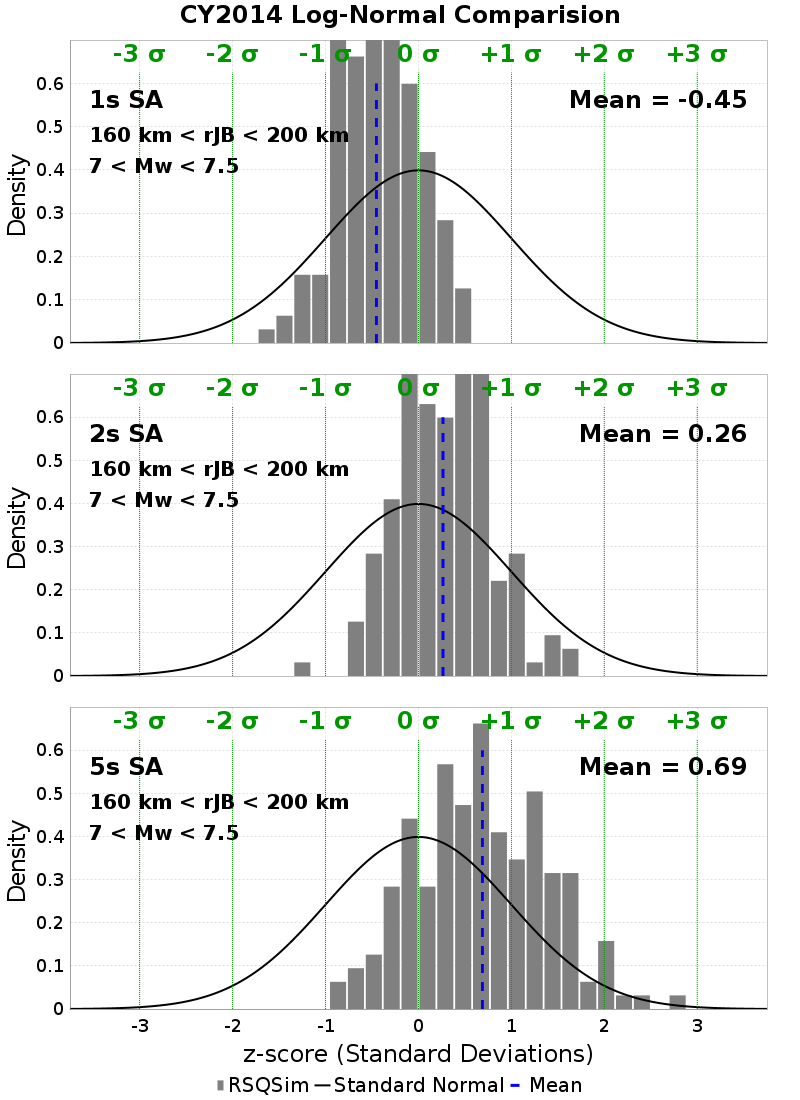 CY2014 Log-Normal Comparision
-3 σ -2 σ -1 σ 0 σ +1 σ +2 σ +3 σ
1s SA Mean = -0.45
160 km < rJB < 200 km
7 < Mw < 7.5
0.6
0.5
0.4
0.3
0.2
0.1
0
Density
-3 σ -2 σ -1 σ 0 σ +1 σ +2 σ +3 σ
2s SA Mean = 0.26
160 km < rJB < 200 km
7 < Mw < 7.5
0.6
0.5
0.4
0.3
0.2
0.1
0
Density
-3 σ -2 σ -1 σ 0 σ +1 σ +2 σ +3 σ
5s SA Mean = 0.69
160 km < rJB < 200 km
7 < Mw < 7.5
0.6
0.5
0.4
0.3
0.2
0.1
0
Density
-3 -2 -1 0 1 2 3
z-score (Standard Deviations)
RSQSim Standard Normal Mean